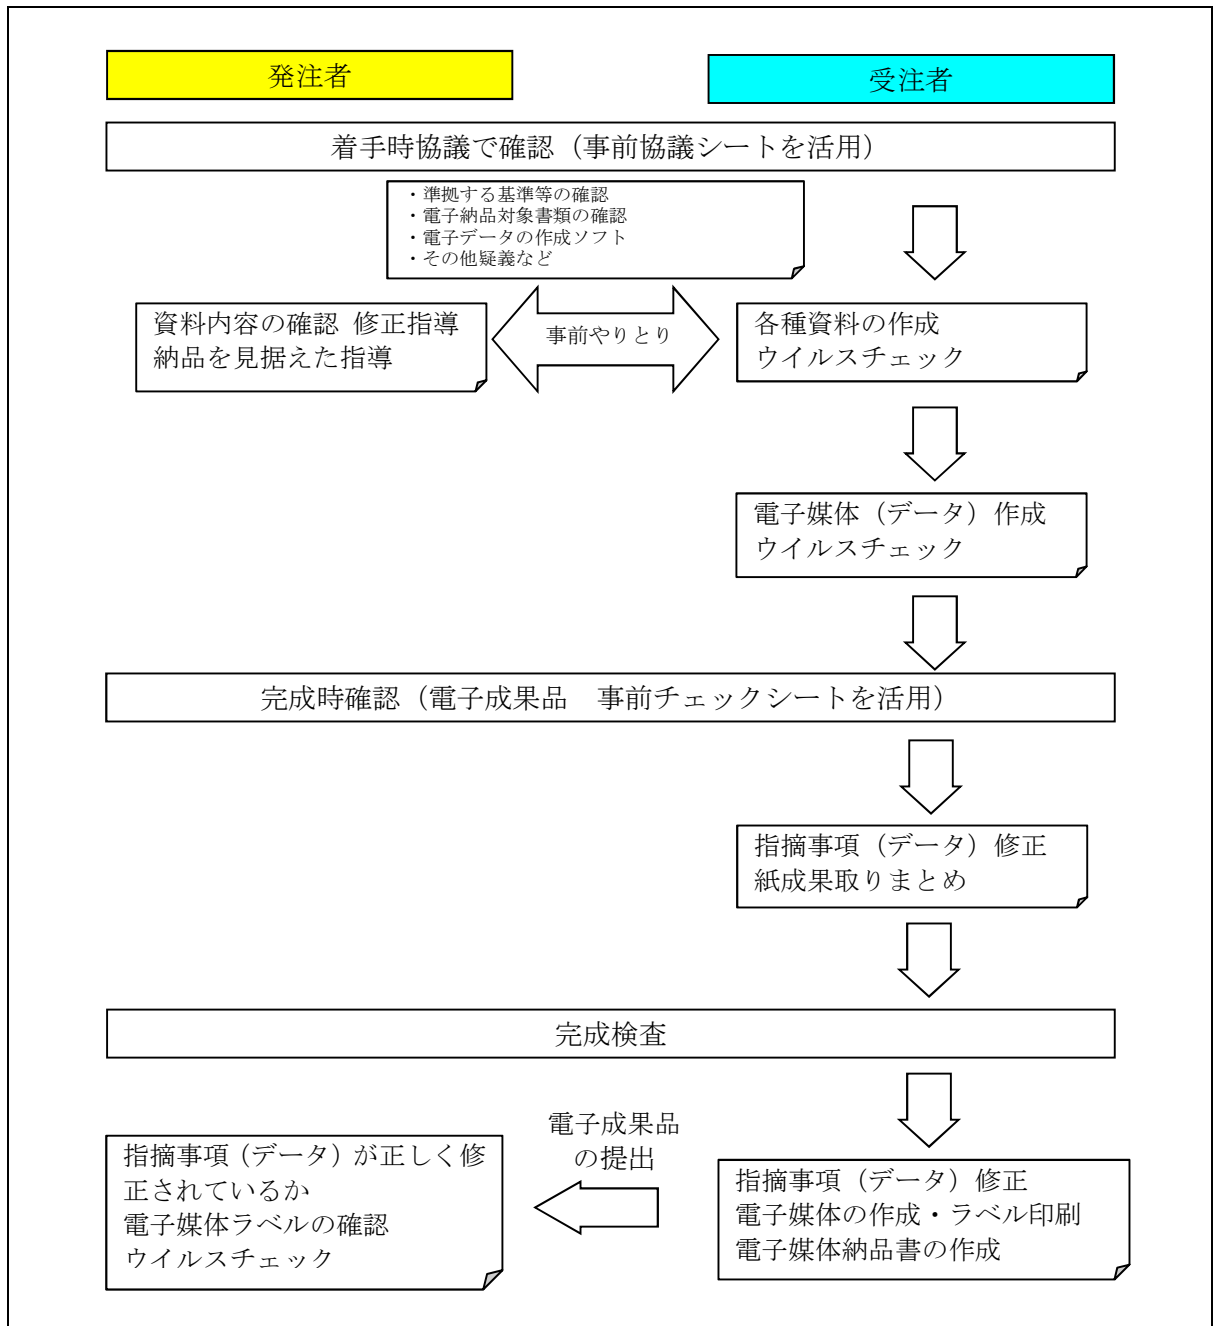 発注者
受注者
着手時協議で確認（事前協議シートを活用）
・準拠する基準等の確認
・電子納品対象書類の確認
・電子データの作成ソフト
・その他疑義など
資料内容の確認 修正指導
納品を見据えた指導
事前やりとり
各種資料の作成
ウイルスチェック
電子媒体（データ）作成
ウイルスチェック
完成時確認（電子成果品　事前チェックシートを活用）
指摘事項（データ）修正
紙成果取りまとめ
完成検査
電子成果品
の提出
指摘事項（データ）が正しく修
正されているか
電子媒体ラベルの確認
ウイルスチェック
指摘事項（データ）修正
電子媒体の作成・ラベル印刷
電子媒体納品書の作成